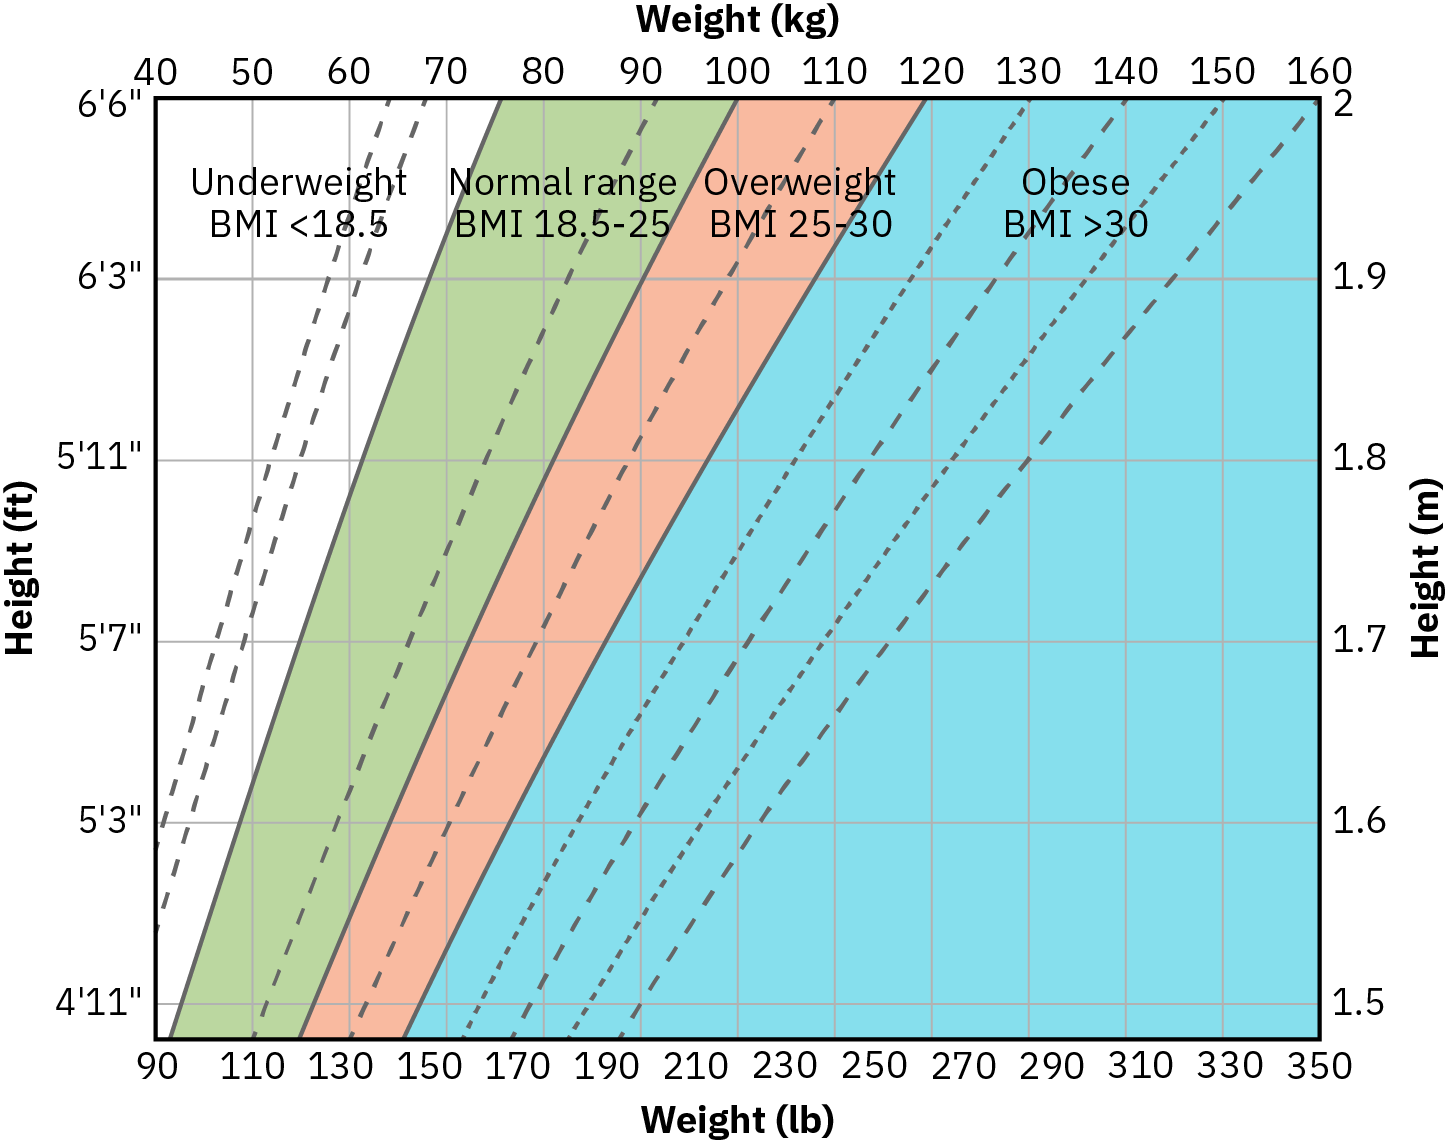 Weight (kg)
40 50 60 70 80 90 100 110 120 130 140 150 160
6'6" 2
Underweight Normal range Overweight Obese
BMI <18.5 BMI 18.5-25 BMI 25-30 BMI >30
6'3" 1.9
5'11" 1.8
Height (ft)
Height (m)
5'7" 1.7
5'3" 1.6
4'11" 1.5
90 110 130 150 170 190 210 230 250 270 290 310 330 350
Weight (lb)